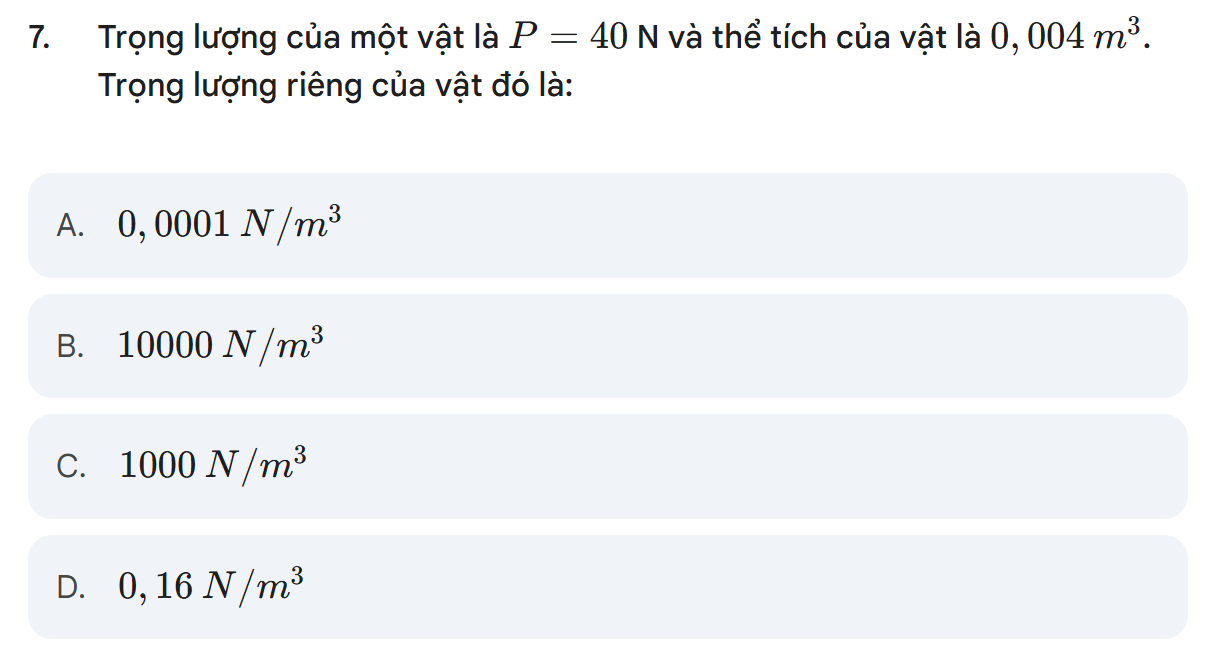 7. Trọng lượng của một vật là P = 40 N và thể tích của vật là 0, 004 m³.
Trọng lượng riêng của vật đó là:
A. 0, 0001 N/m³
B. 10000 N/m³
C. 1000 N/m³
D. 0, 16 N/m³